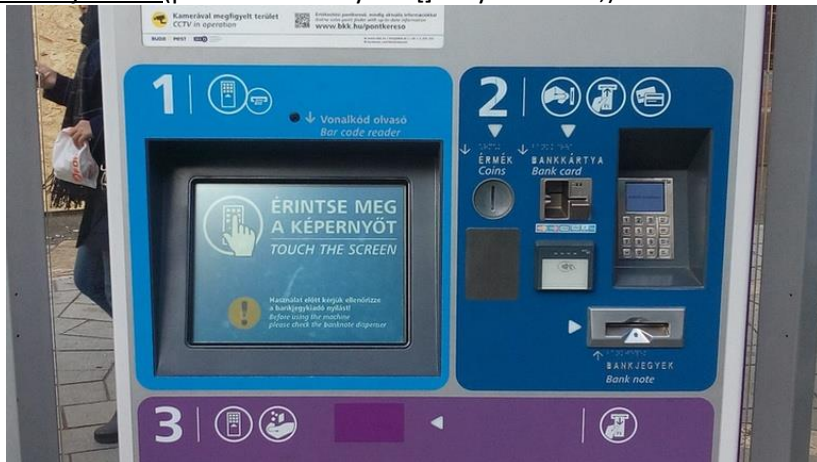 Kamerával megfigyelt terület
CCTV in operation
www.bkk.hu/pontkereso
1
Vonalkód olvasó
Bar code reader
ÉRINTSE MEG
A KÉPERNYŐT
TOUCH THE SCREEN
Használat előtt kérjük ellenőrizze
a bankjegykiadó nyílást!
Before using the machine
please check the banknote dispenser
2
ÉRMÉK
Coins
BANKKÁRTYA
Bank card
BANKJEGYEK
Bank note
3